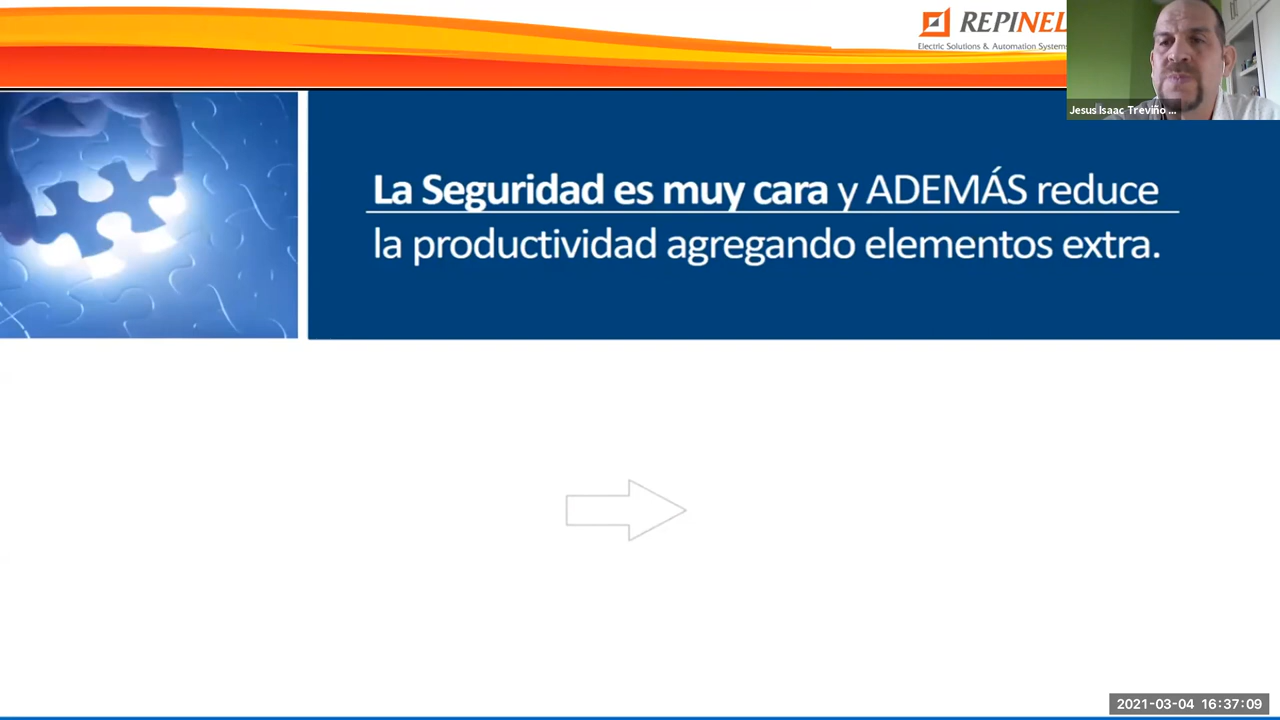 REPINEL
Electric Solutions & Automation Systems
Jesus Isaac Treviño ...
La Seguridad es muy cara y ADEMÁS reduce
la productividad agregando elementos extra.
2021-03-04 16:37:09